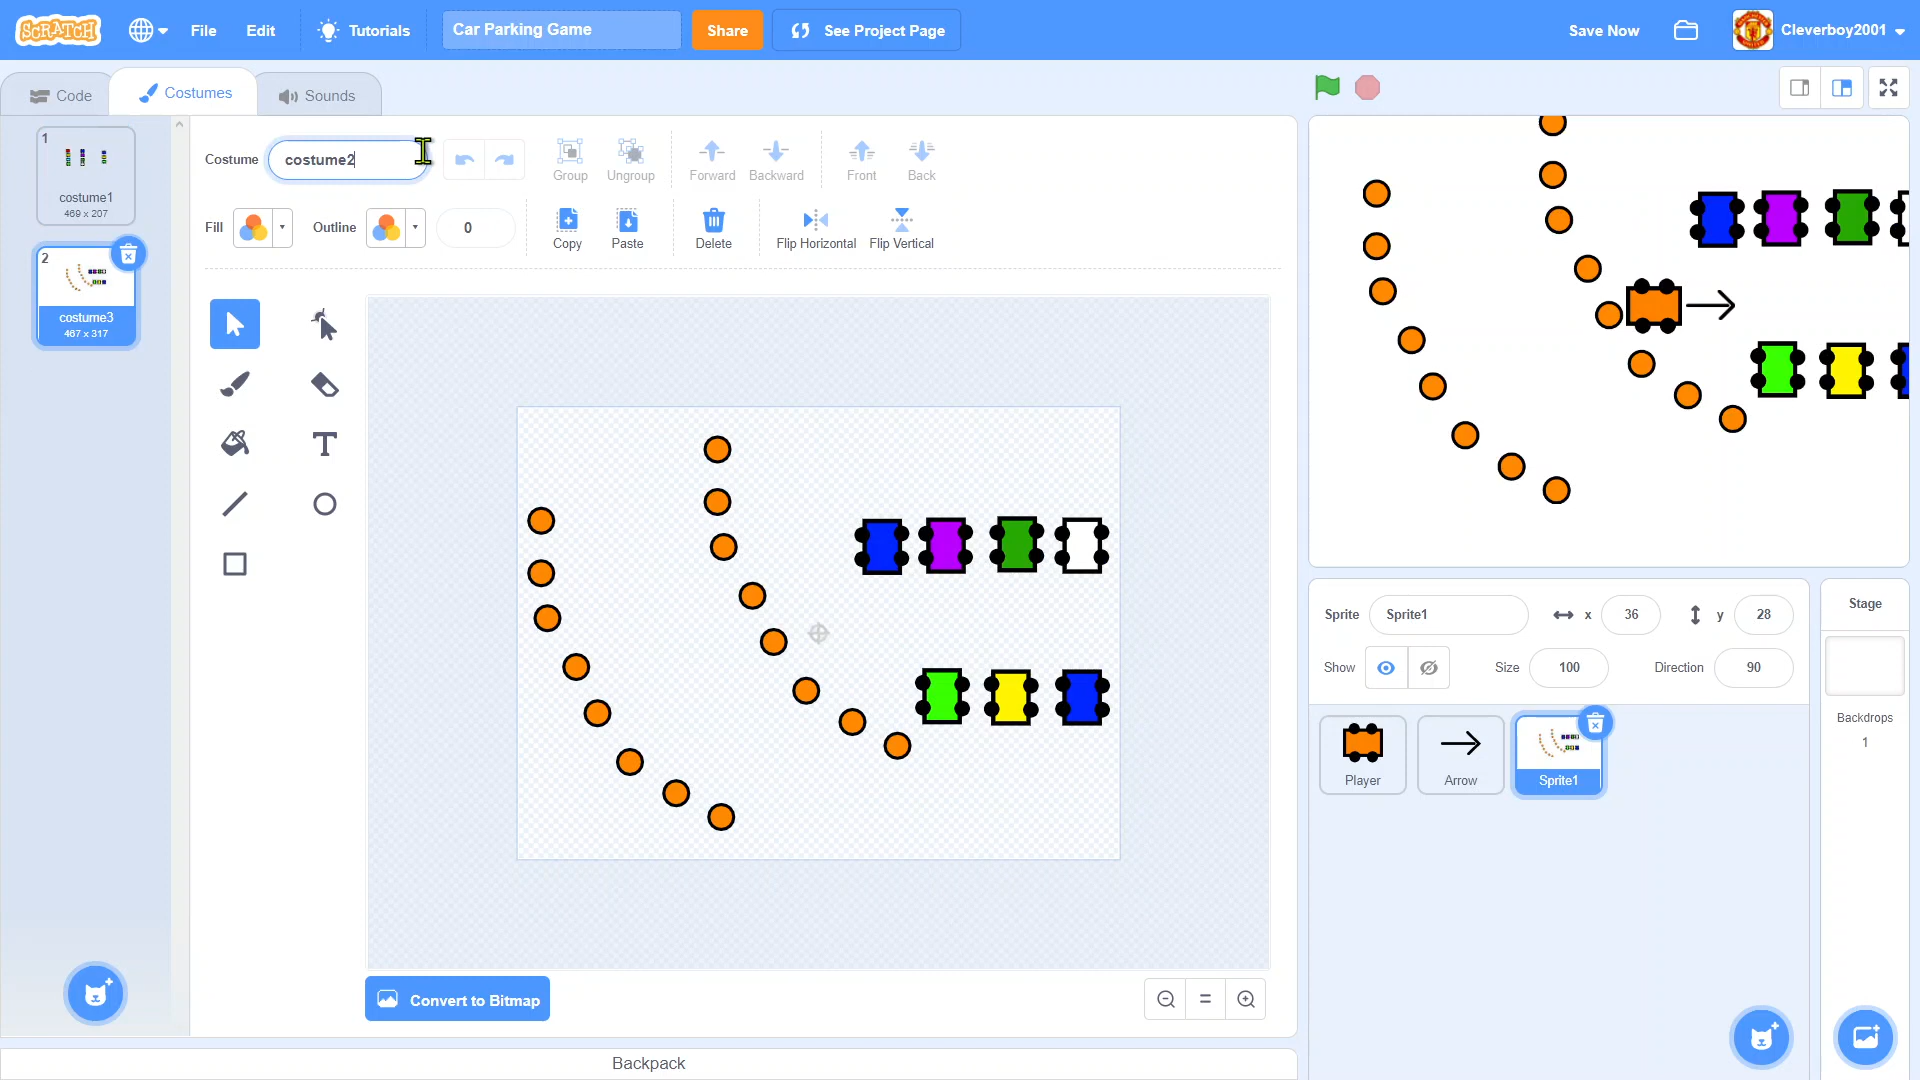 SCRATCH
File
Edit
Tutorials
Car Parking Game
Share
See Project Page
Save Now
Cleverboy2001
Code
Costumes
Sounds
1
costume1
469 x 207
2
costume3
467 x 317
Costume
costume2
Group
Ungroup
Forward
Backward
Front
Back
Fill
Outline
0
Copy
Paste
Delete
Flip Horizontal
Flip Vertical
T
Convert to Bitmap
Backpack
Sprite
Sprite1
x
36
y
28
Show
Size
100
Direction
90
Player
Arrow
Sprite1
Stage
Backdrops
1